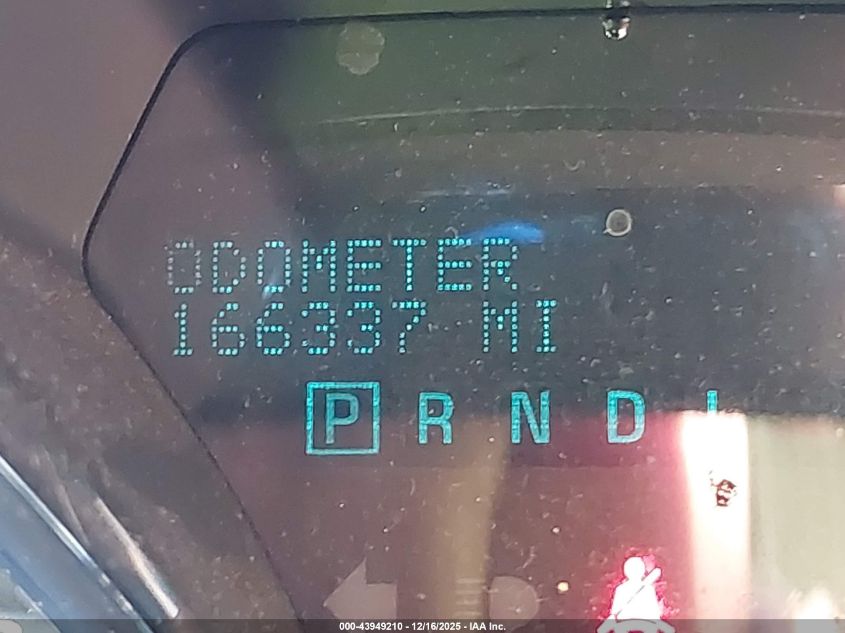 ODOMETER
166337 MI
P R N D L
000-43949210 - 12/16/2025 - IAA Inc.